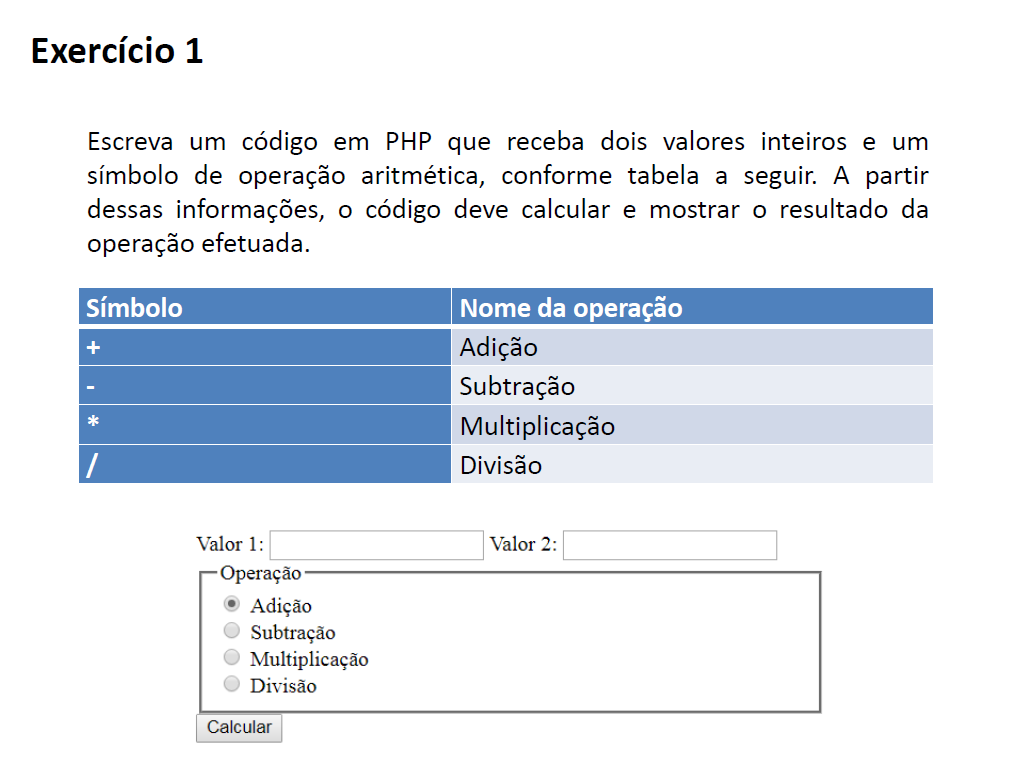 Exercício 1
Escreva um código em PHP que receba dois valores inteiros e um
símbolo de operação aritmética, conforme tabela a seguir. A partir
dessas informações, o código deve calcular e mostrar o resultado da
operação efetuada.
Símbolo Nome da operação
+ Adição
- Subtração
* Multiplicação
/ Divisão
Valor 1: Valor 2:
Operação
Adição
Subtração
Multiplicação
Divisão
Calcular